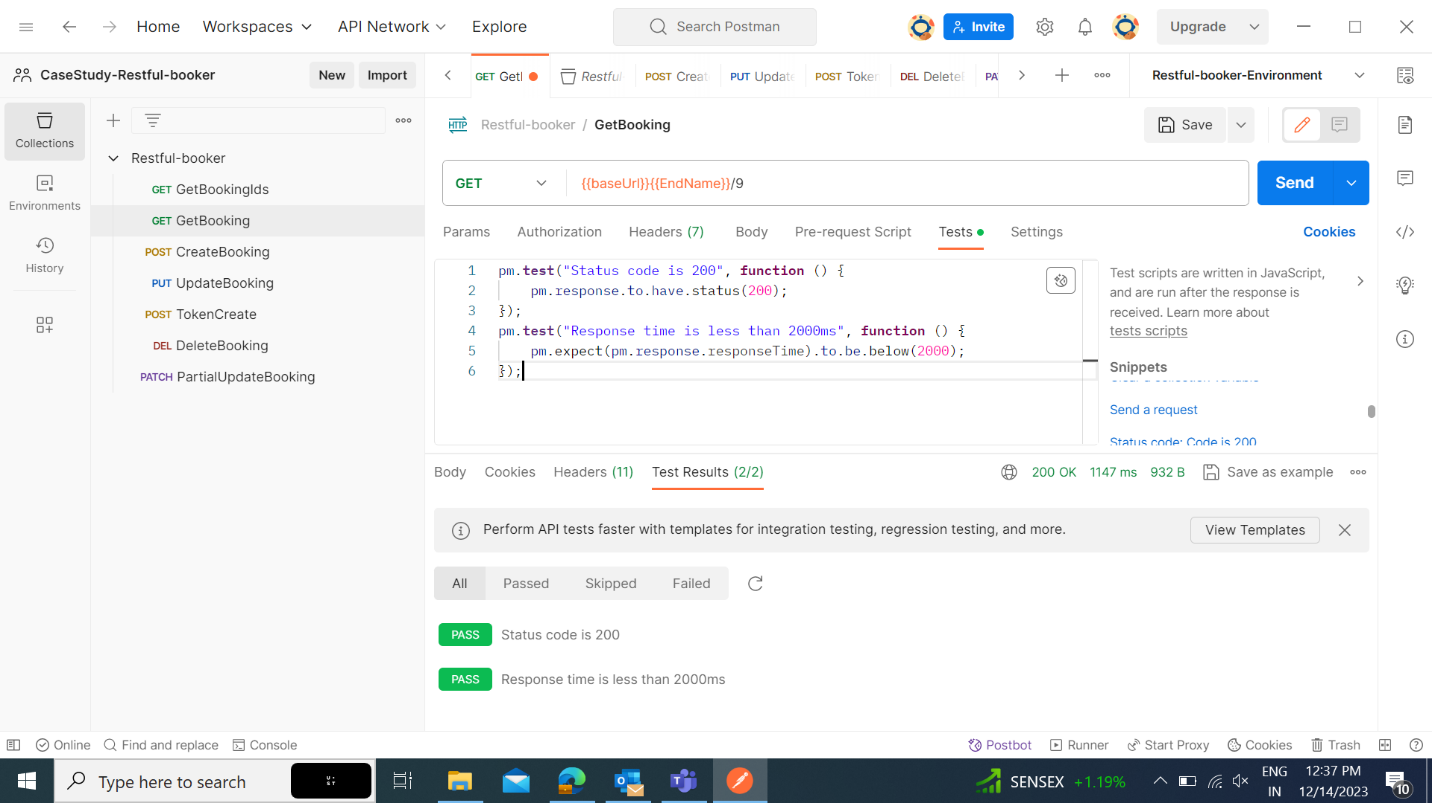 Home Workspaces API Network Explore Search Postman Invite Upgrade
CaseStudy-Restful-booker New Import GET Get Restful POST Creat PUT Update POST Token DEL Delete PA Restful-booker-Environment
Collections
Environments
History
Restful-booker
GET GetBookingIds
GET GetBooking
POST CreateBooking
PUT UpdateBooking
POST TokenCreate
DEL DeleteBooking
PATCH PartialUpdateBooking
HTTP Restful-booker / GetBooking Save
GET {{baseUrl}}{{EndName}}/9 Send
Params Authorization Headers (7) Body Pre-request Script Tests Settings Cookies
1 pm.test("Status code is 200", function () {
2 pm.response.to.have.status(200);
3 });
4 pm.test("Response time is less than 2000ms", function () {
5 pm.expect(pm.response.responseTime).to.be.below(2000);
6 });
Test scripts are written in JavaScript,
and are run after the response is
received. Learn more about
tests scripts
Snippets
Clear a collection variable
Send a request
Status code: Code is 200
Body Cookies Headers (11) Test Results (2/2) 200 OK 1147 ms 932 B Save as example
Perform API tests faster with templates for integration testing, regression testing, and more. View Templates
All Passed Skipped Failed
PASS Status code is 200
PASS Response time is less than 2000ms
Online Find and replace Console Postbot Runner Start Proxy Cookies Trash
Type here to search SENSEX +1.19% ENG 12:37 PM
IN 12/14/2023 10